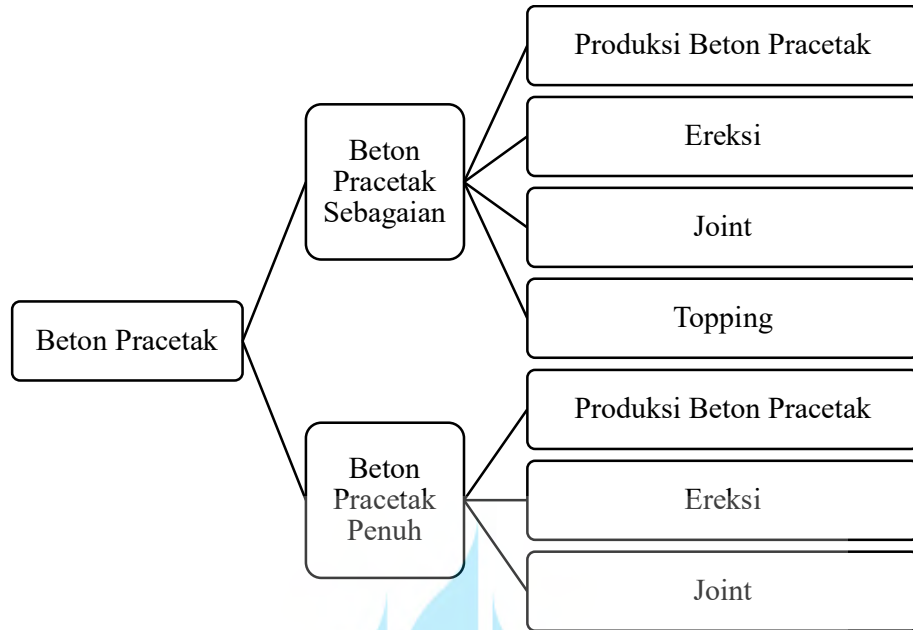 Beton Pracetak
Beton
Pracetak
Sebagaian
Produksi Beton Pracetak
Ereksi
Joint
Topping
Beton
Pracetak
Penuh
Produksi Beton Pracetak
Ereksi
Joint